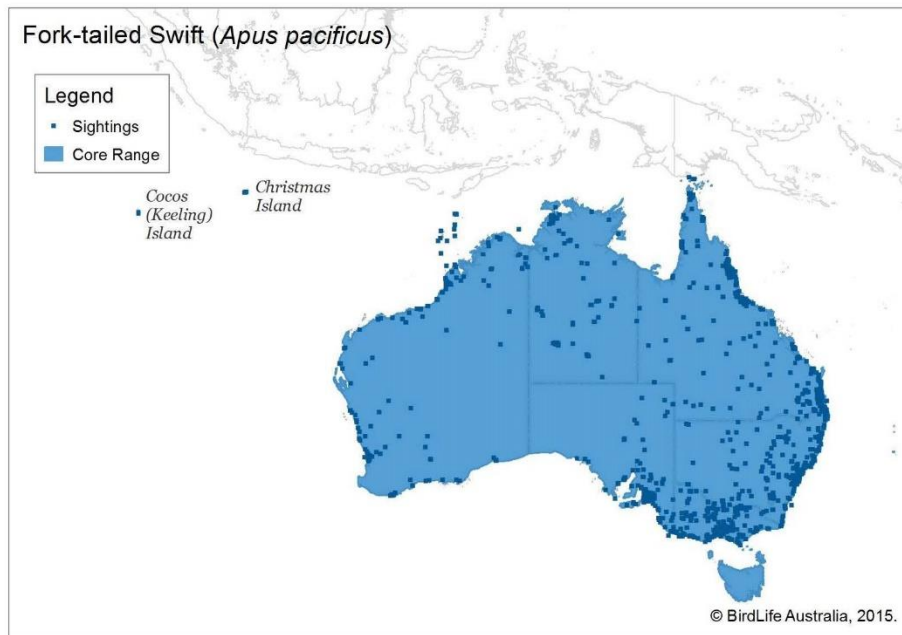 Fork-tailed Swift (Apus pacificus)
Legend
Sightings
Core Range
Cocos
(Keeling)
Island
Christmas
Island
© BirdLife Australia, 2015.